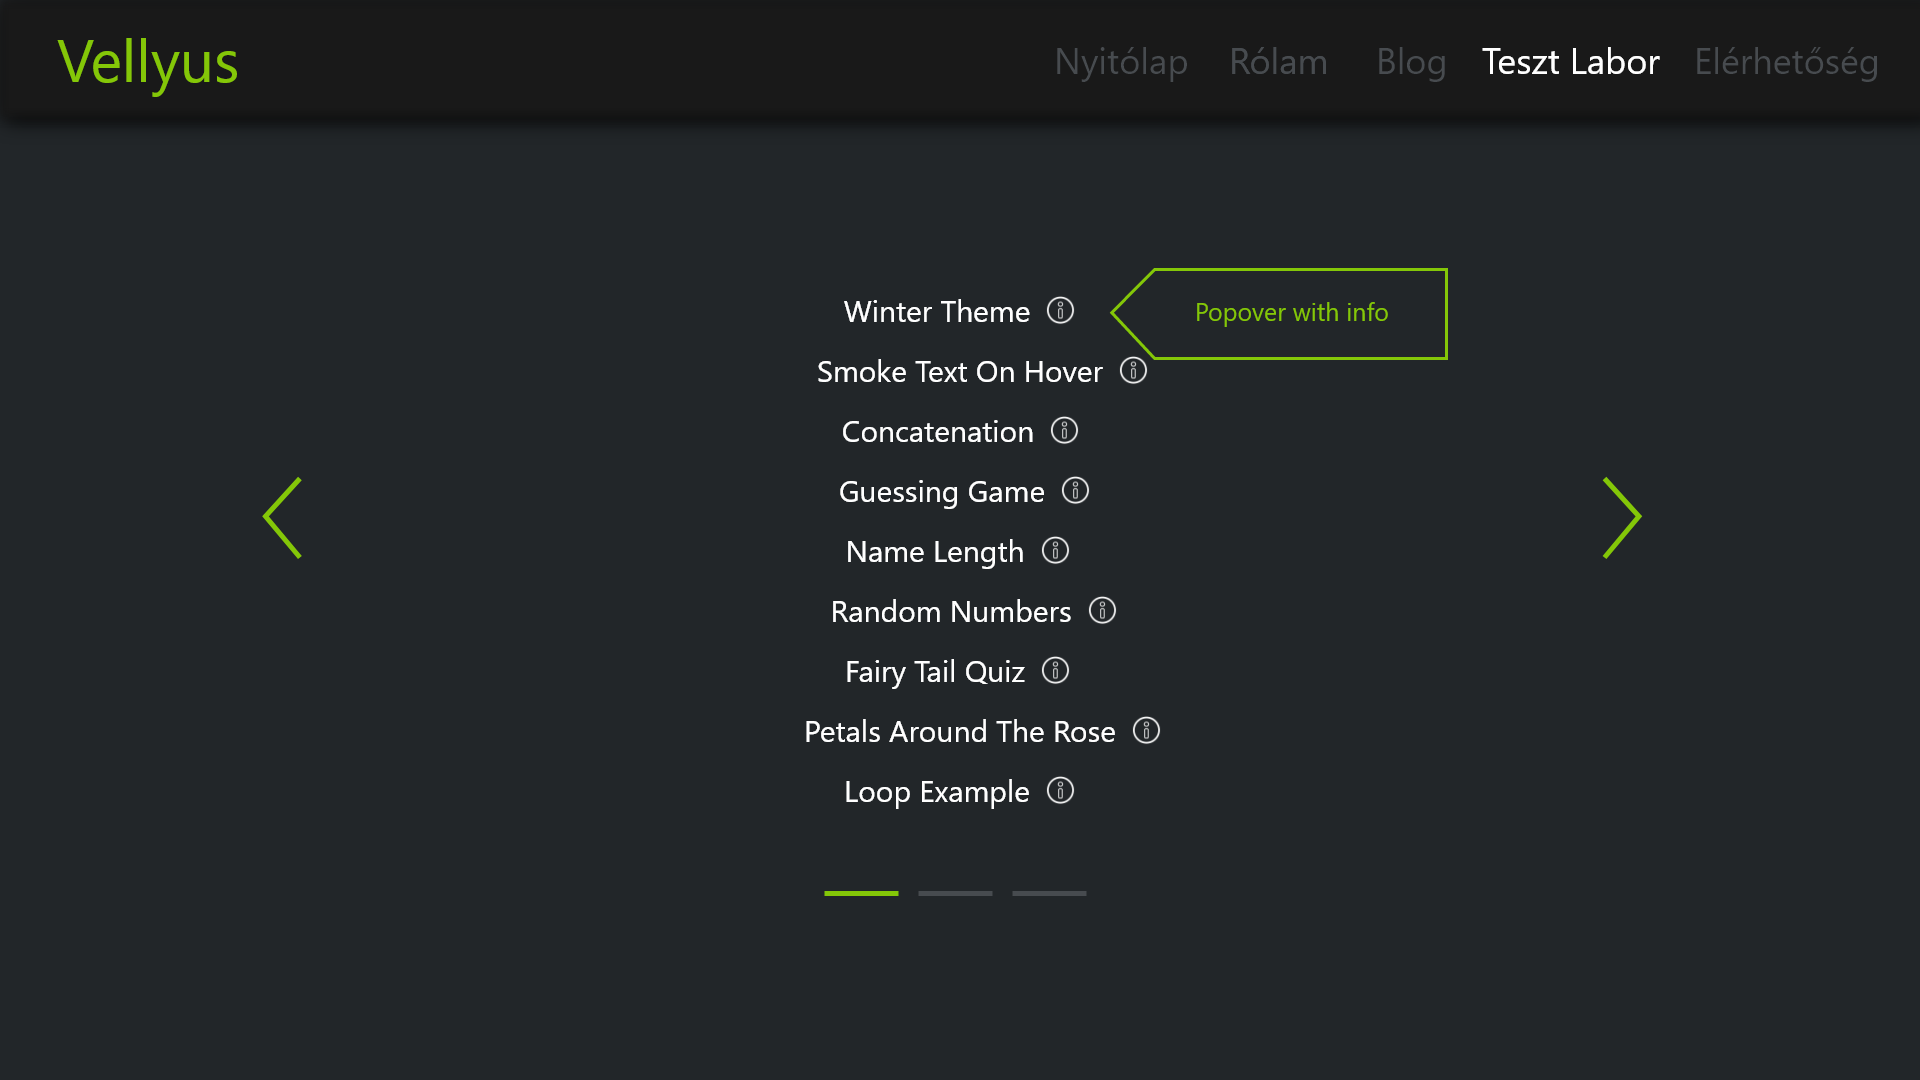 Vellyus
Nyitólap Rólam Blog Teszt Labor Elérhetőség
Winter Theme
Popover with info
Smoke Text On Hover
Concatenation
Guessing Game
Name Length
Random Numbers
Fairy Tail Quiz
Petals Around The Rose
Loop Example